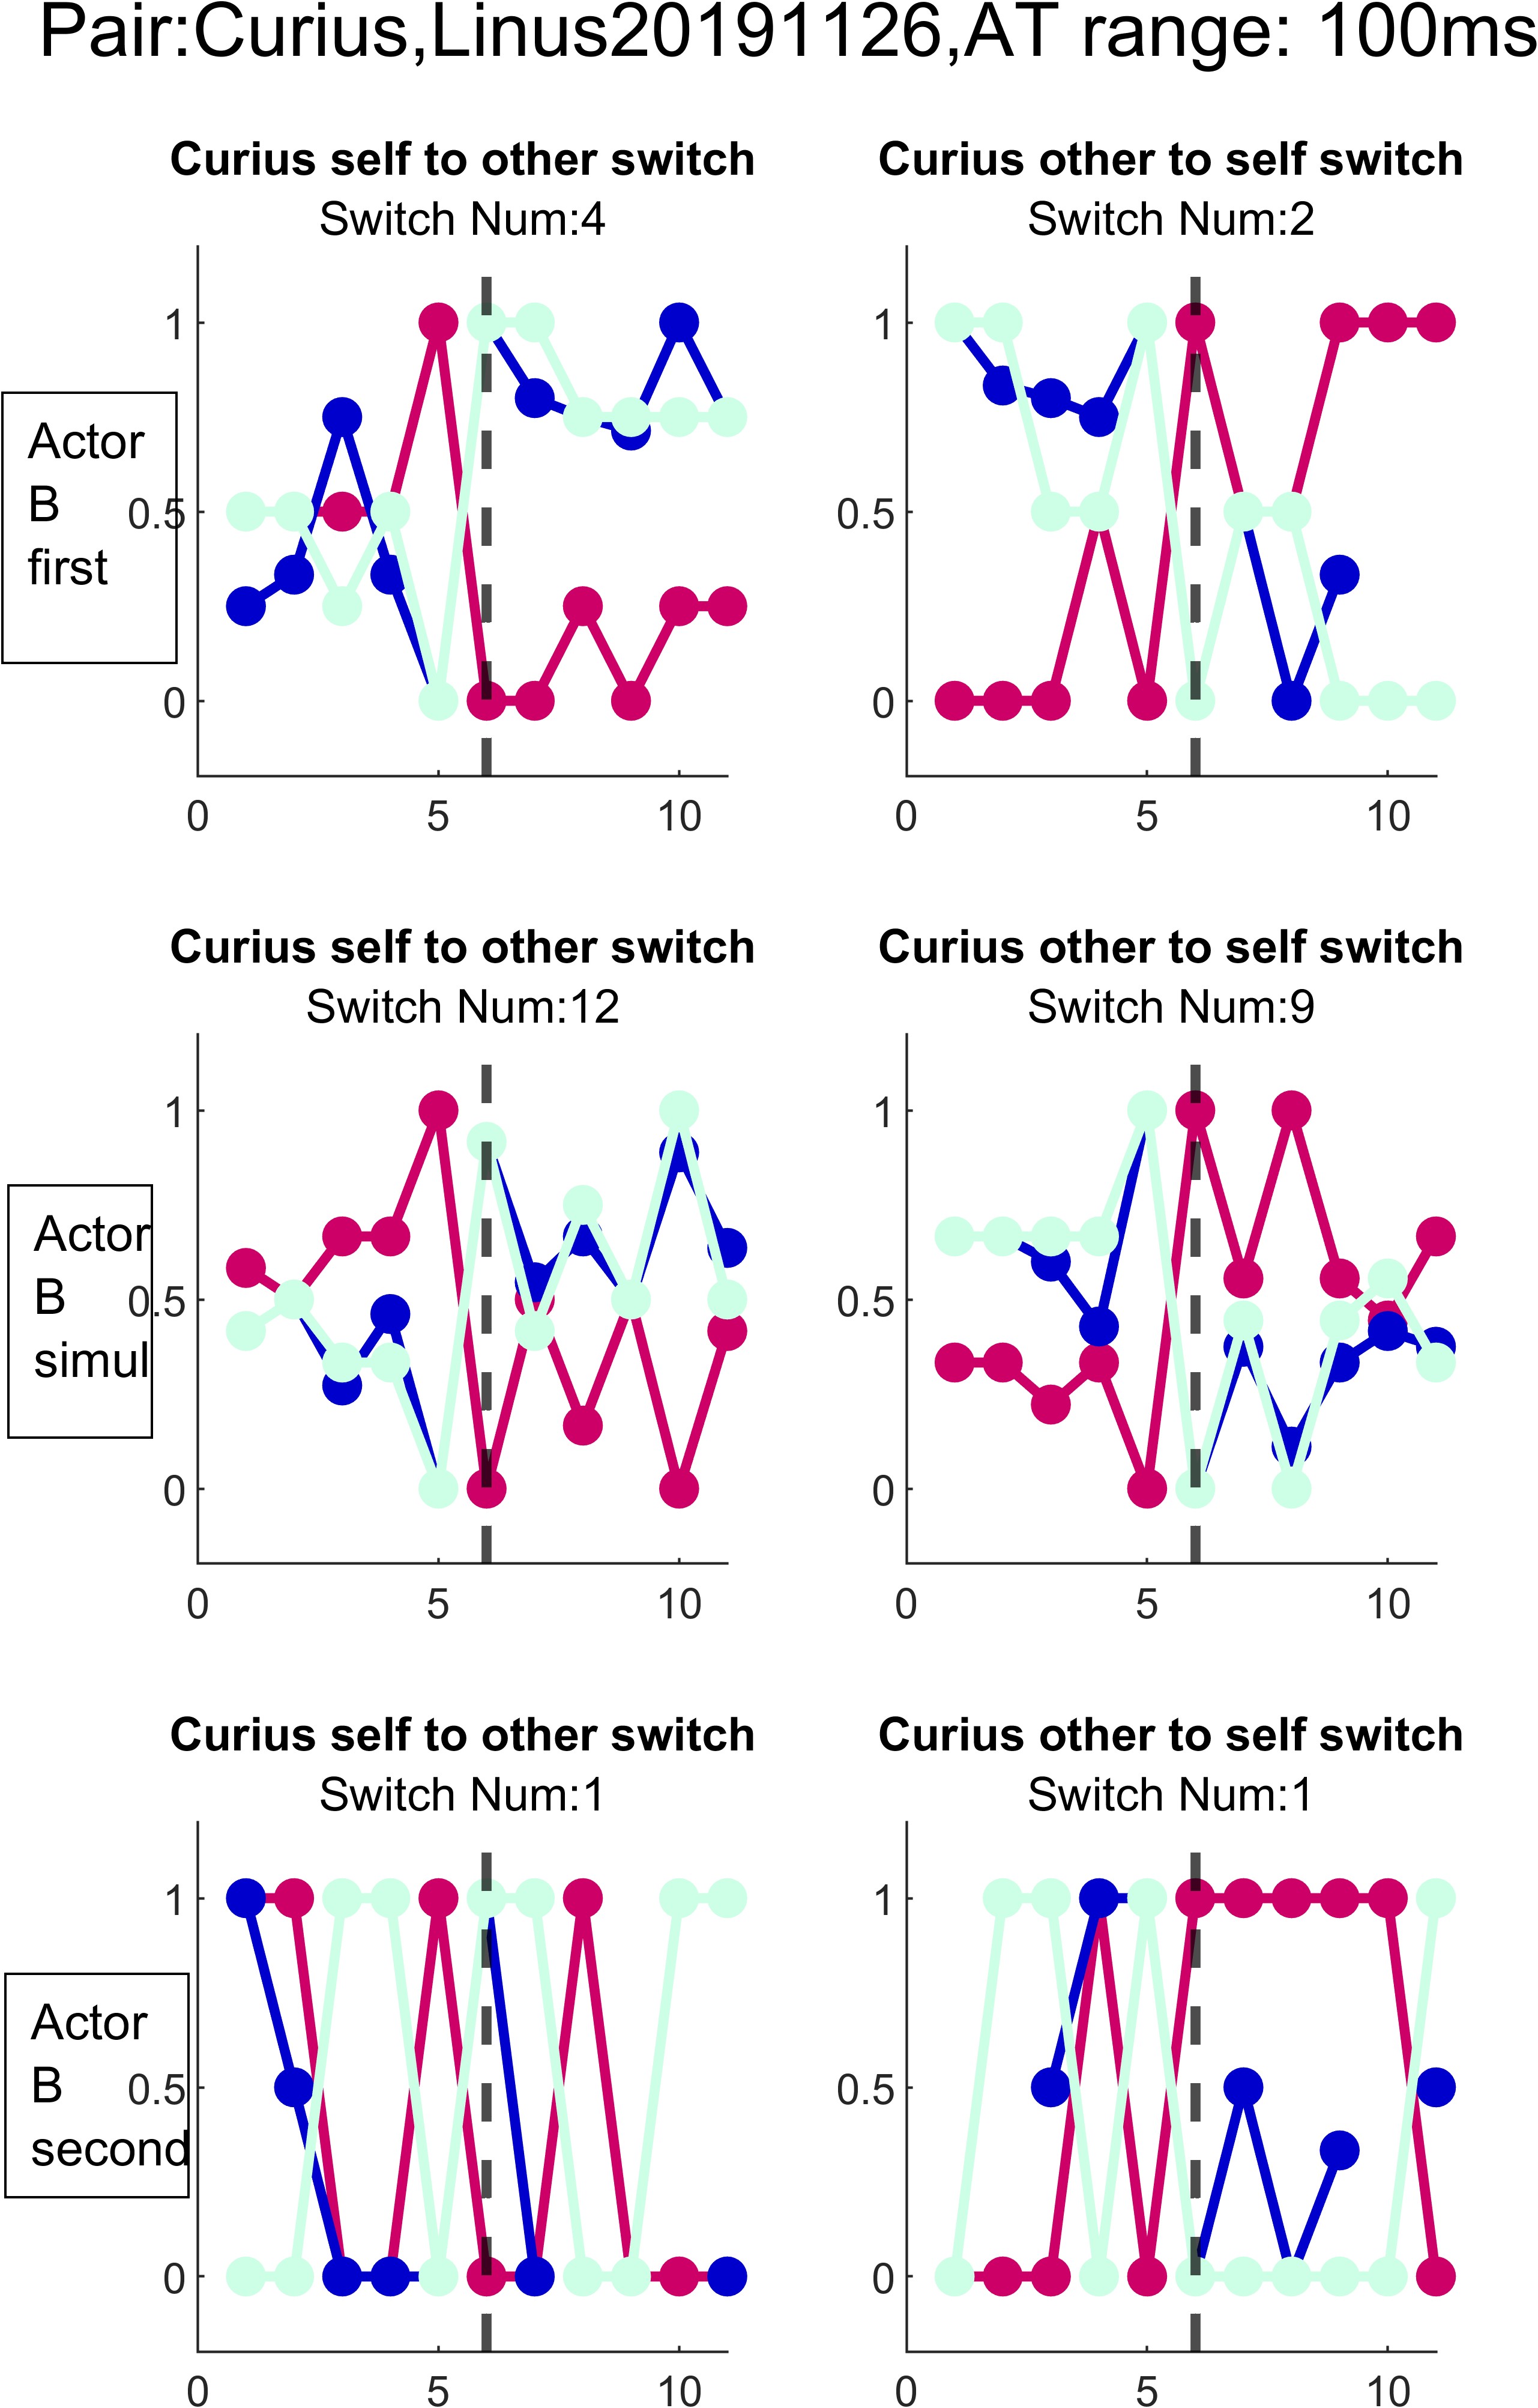 Pair:Curius,Linus20191126,AT range: 100ms
Curius self to other switch
Switch Num:4
1
0.5
0
0
5
10
Actor
B
first
Curius other to self switch
Switch Num:2
1
0.5
0
0
5
10
Curius self to other switch
Switch Num:12
1
0.5
0
0
5
10
Actor
B
simul
Curius other to self switch
Switch Num:9
1
0.5
0
0
5
10
Curius self to other switch
Switch Num:1
1
0.5
0
0
5
10
Actor
B
second
Curius other to self switch
Switch Num:1
1
0.5
0
0
5
10